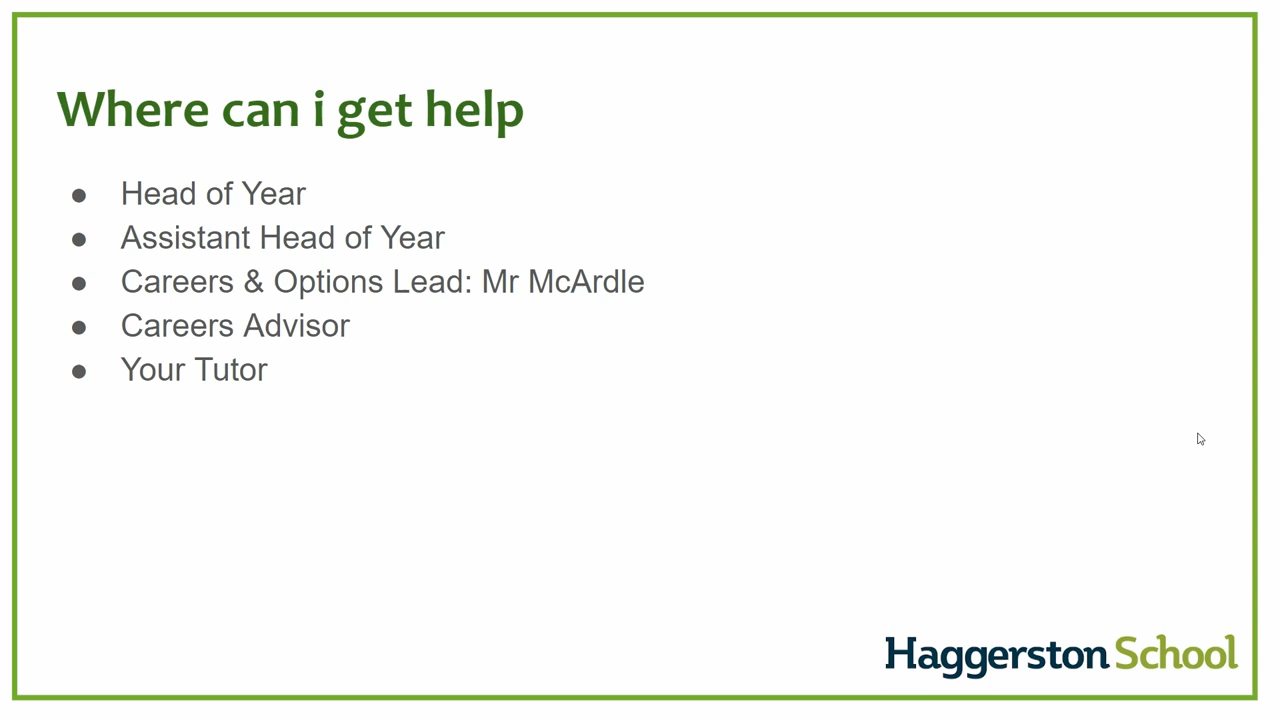 Where can i get help
● Head of Year
● Assistant Head of Year
● Careers & Options Lead: Mr McArdle
● Careers Advisor
● Your Tutor
Haggerston School